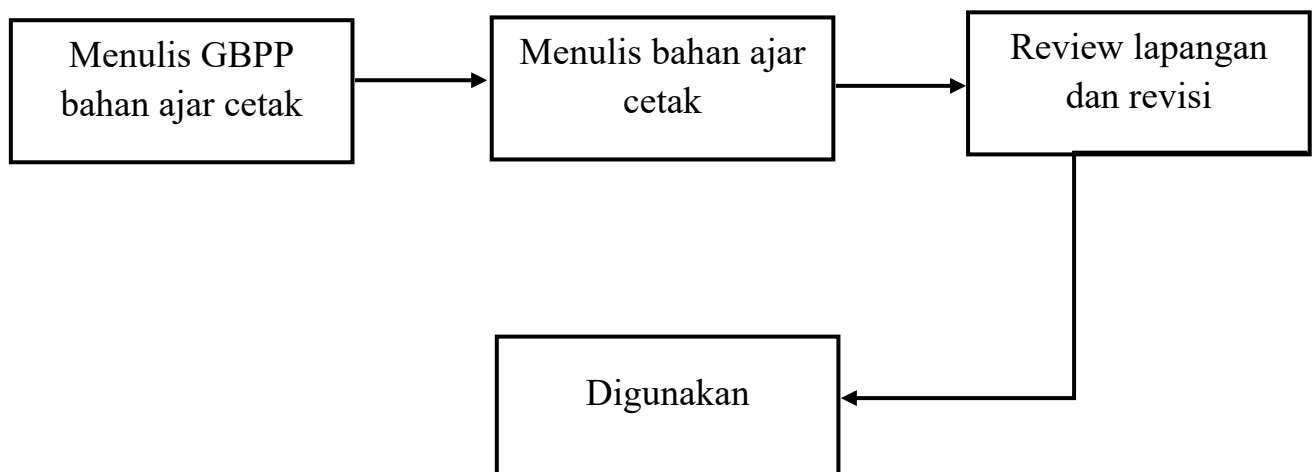 Menulis GBPP
bahan ajar cetak
Menulis bahan ajar
cetak
Review lapangan
dan revisi
Digunakan